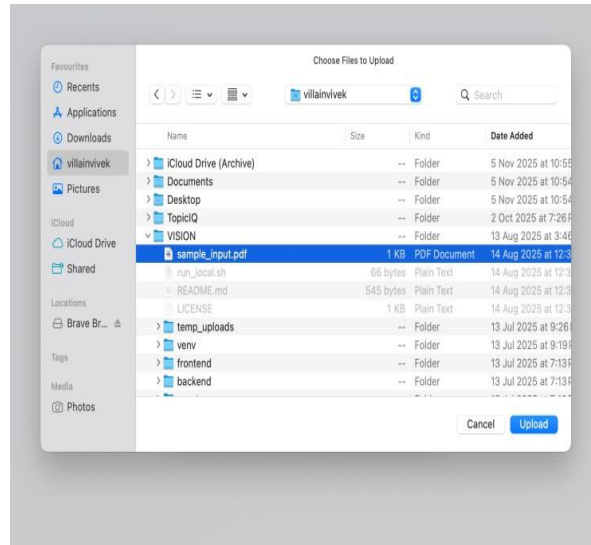 Choose Files to Upload
Favourites
Recents
Applications
Downloads
villainvivek
Pictures
iCloud
iCloud Drive
Shared
Locations
Brave Br...
Tags
Media
Photos
villainvivek
Search
Name Size Kind Date Added
iCloud Drive (Archive) -- Folder 5 Nov 2025 at 10:55
Documents -- Folder 5 Nov 2025 at 10:54
Desktop -- Folder 5 Nov 2025 at 10:54
TopicIQ -- Folder 2 Oct 2025 at 7:26
VISION -- Folder 13 Aug 2025 at 3:46
sample_input.pdf 1 KB PDF Document 14 Aug 2025 at 12:3
run_local.sh 66 bytes Plain Text 14 Aug 2025 at 12:3
README.md 545 bytes Plain Text 14 Aug 2025 at 12:3
LICENSE 1 KB Plain Text 14 Aug 2025 at 12:3
temp_uploads -- Folder 13 Jul 2025 at 9:26
venv -- Folder 13 Jul 2025 at 9:19
frontend -- Folder 13 Jul 2025 at 7:13
backend -- Folder 13 Jul 2025 at 7:13
Cancel Upload